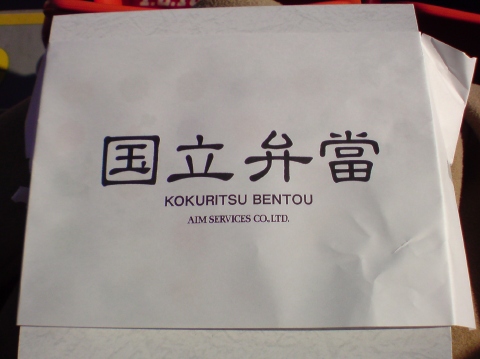 国立弁當
KOKURITSU BENTOU
AIM SERVICES CO.,LTD.